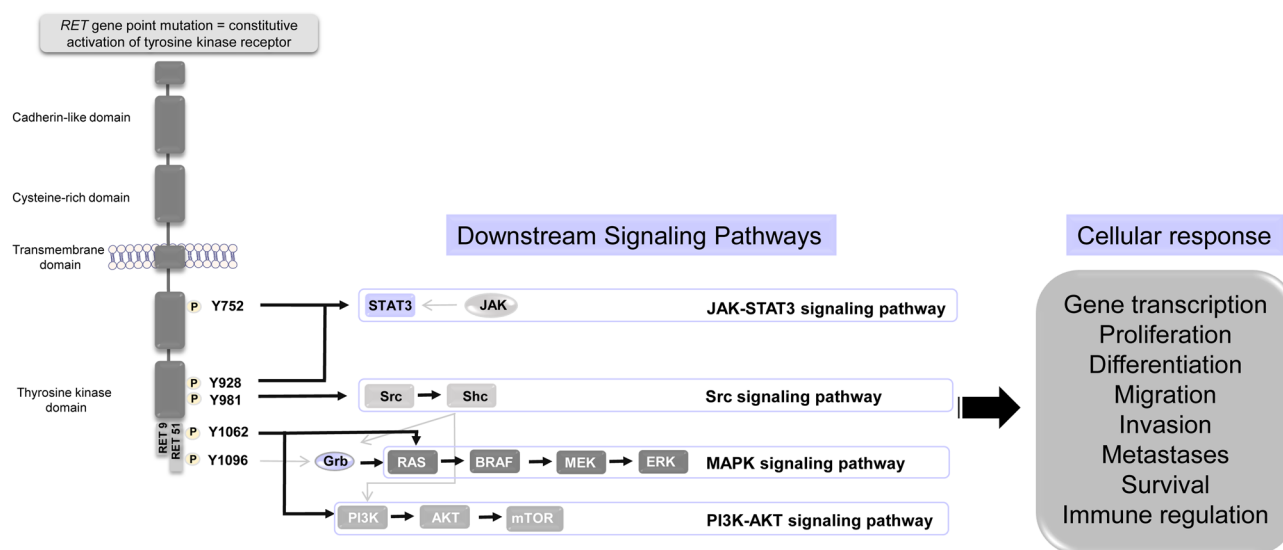 RET gene point mutation = constitutive
activation of tyrosine kinase receptor
Cadherin-like domain
Cysteine-rich domain
Transmembrane
domain
Thyrosine kinase
domain
RET 9
RET 51
P Y752
P Y928
P Y981
P Y1062
P Y1096
Downstream Signaling Pathways
STAT3 JAK
JAK-STAT3 signaling pathway
Src Shc
Src signaling pathway
Grb RAS BRAF MEK ERK
MAPK signaling pathway
PI3K AKT mTOR
PI3K-AKT signaling pathway
Cellular response
Gene transcription
Proliferation
Differentiation
Migration
Invasion
Metastases
Survival
Immune regulation